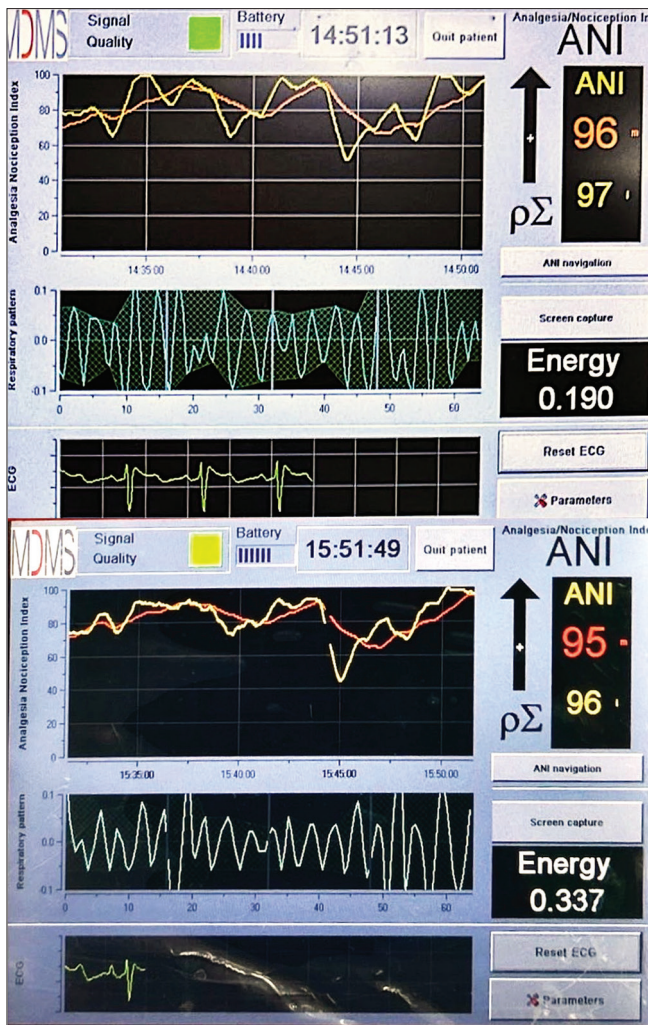 MDMS
Signal Quality
Battery
14:51:13
Quit patient
Analgesia/Nociception In
ANI
Analgesia Nociception Index
100
80
60
40
20
0
14:35:00 14:40:00 14:45:00 14:50:00
ANI
96 m
97 i
ρΣ
ANI navigation
Respiratory pattern
0.1
0.0
-0.1
0 10 20 30 40 50 60
Screen capture
Energy
0.190
ECG
Reset ECG
Parameters
MDMS
Signal Quality
Battery
15:51:49
Quit patient
Analgesia/Nociception Inde
ANI
Analgesia Nociception Index
100
80
60
40
20
0
15:35:00 15:40:00 15:45:00 15:50:00
ANI
95 m
96 i
ρΣ
ANI navigation
Respiratory pattern
0.1
0.0
-0.1
0 10 20 30 40 50 60
Screen capture
Energy
0.337
ECG
Reset ECG
Parameters